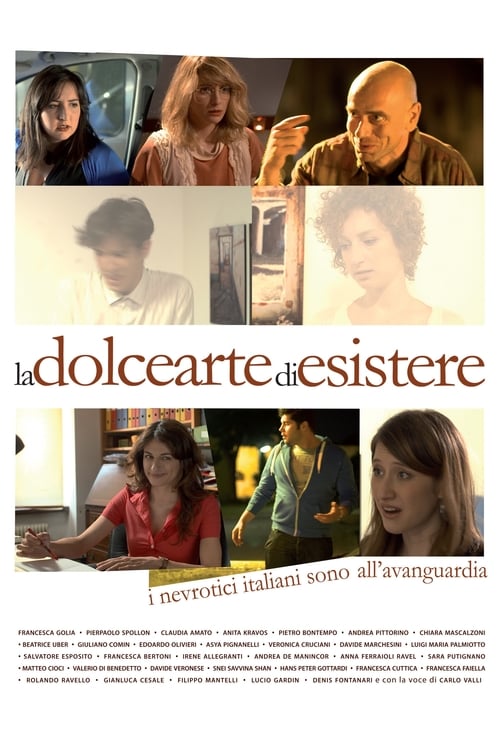 la dolcearte di esistere
i nevrotici italiani sono all'avanguardia
FRANCESCA GOLIA • PIERPAOLO SPOLLON • CLAUDIA AMATO • ANITA KRAVOS • PIETRO BONTEMPO • ANDREA PITTORINO • CHIARA MASCALZONI
• BEATRICE UBER • GIULIANO COMIN • EDOARDO OLIVIERI • ASYA PIGNANELLI • VERONICA CRUCIANI • DAVIDE MARCHESINI • LUIGI MARIA PALMIOTTO
• SALVATORE ESPOSITO • FRANCESCA BERTONI • IRENE ALLEGRANTI • ANDREA DE MANINCOR • ANNA FERRAIOLI RAVEL • SARA PUTIGNANO
• MATTEO CIOCI • VALERIO DI BENEDETTO • DAVIDE VERONESE • SNEI SAVVINA SHAN • HANS PETER GOTTARDI • FRANCESCA CUTTICA • FRANCESCA FAIELLA
• ROLANDO RAVELLO • GIANLUCA CESALE • FILIPPO MANTELLI • LUCIO GARDIN • DENIS FONTANARI e con la voce di CARLO VALLI